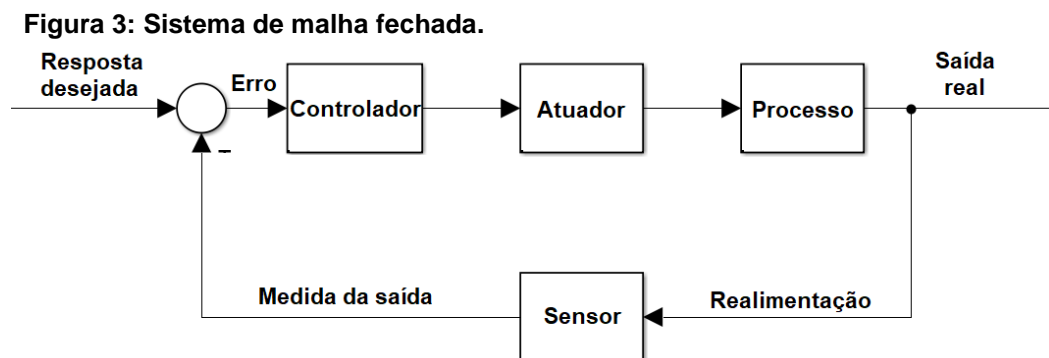 Figura 3: Sistema de malha fechada.
Resposta
desejada
Erro
Controlador
Atuador
Processo
Saída
real
-
Medida da saída
Sensor
Realimentação